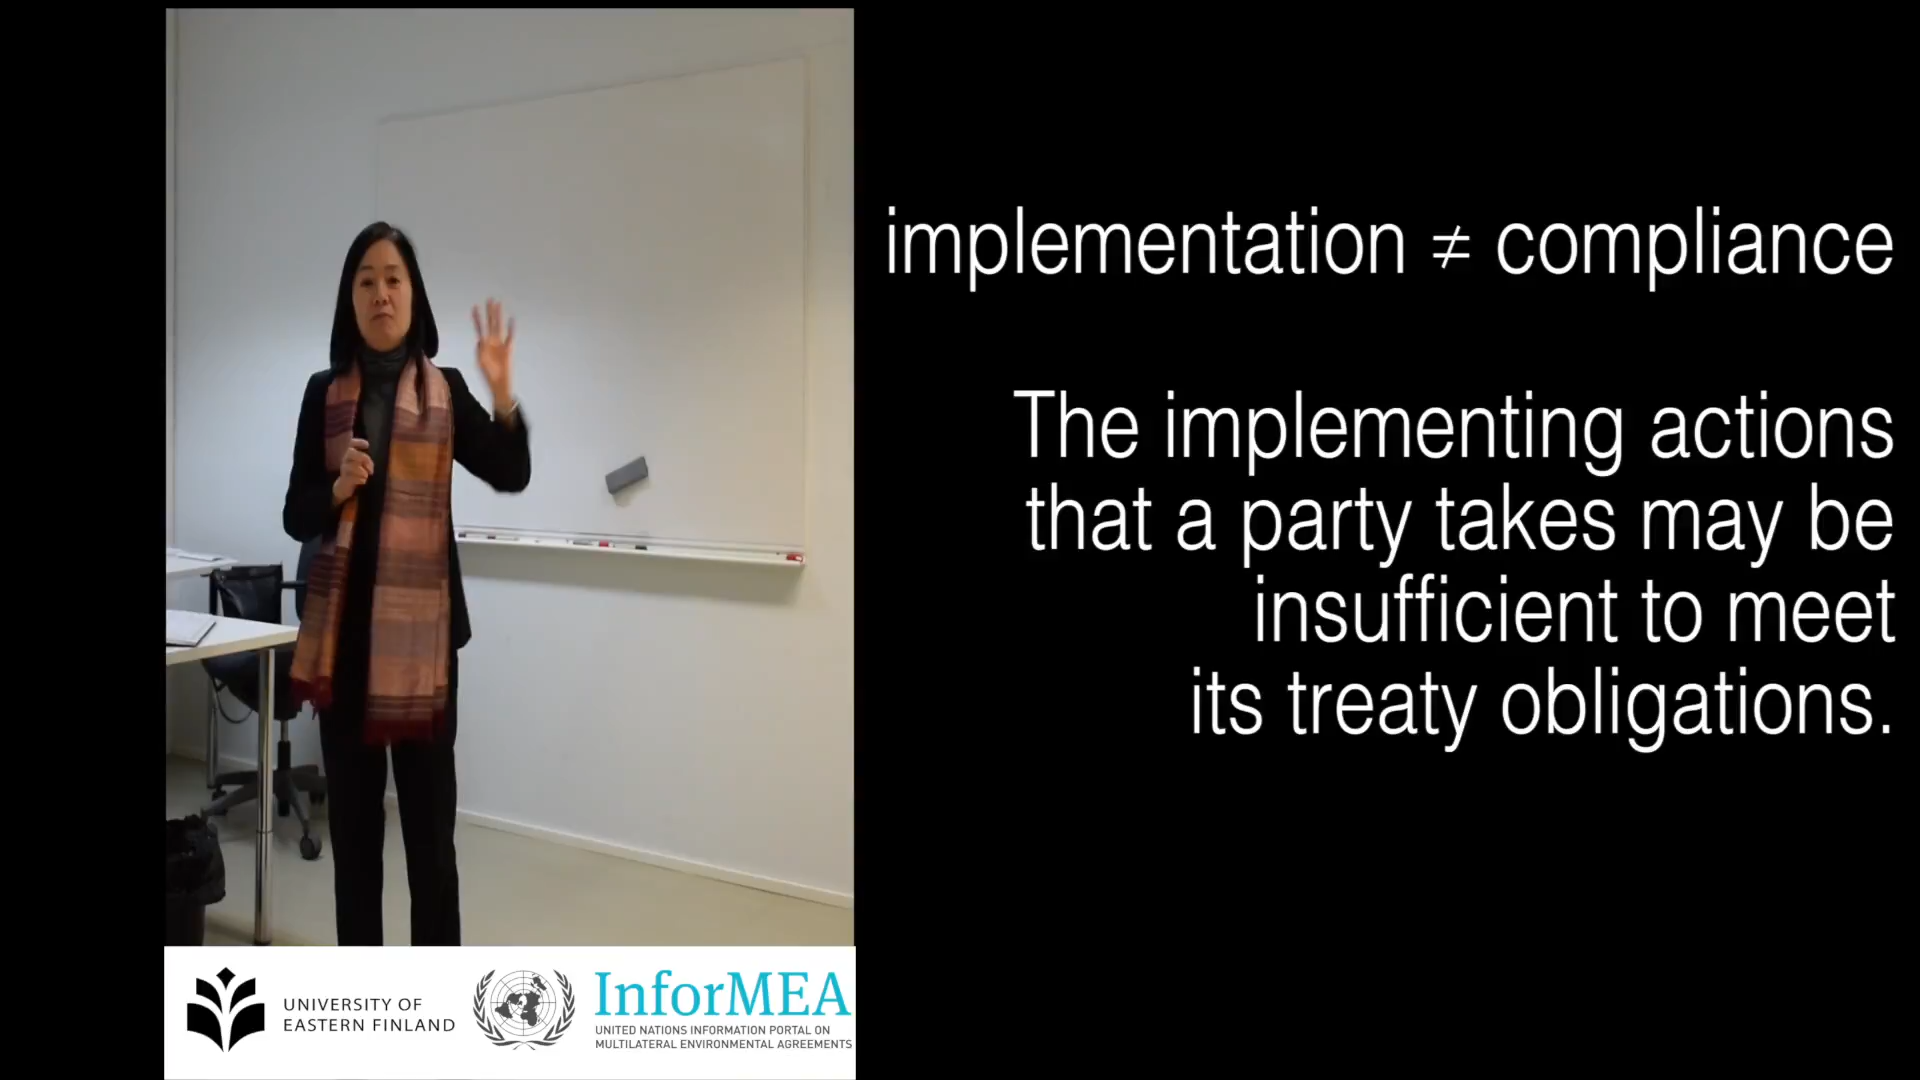 implementation ≠ compliance
The implementing actions
that a party takes may be
insufficient to meet
its treaty obligations.
UNIVERSITY OF
EASTERN FINLAND
InforMEA
UNITED NATIONS INFORMATION PORTAL ON
MULTILATERAL ENVIRONMENTAL AGREEMENTS